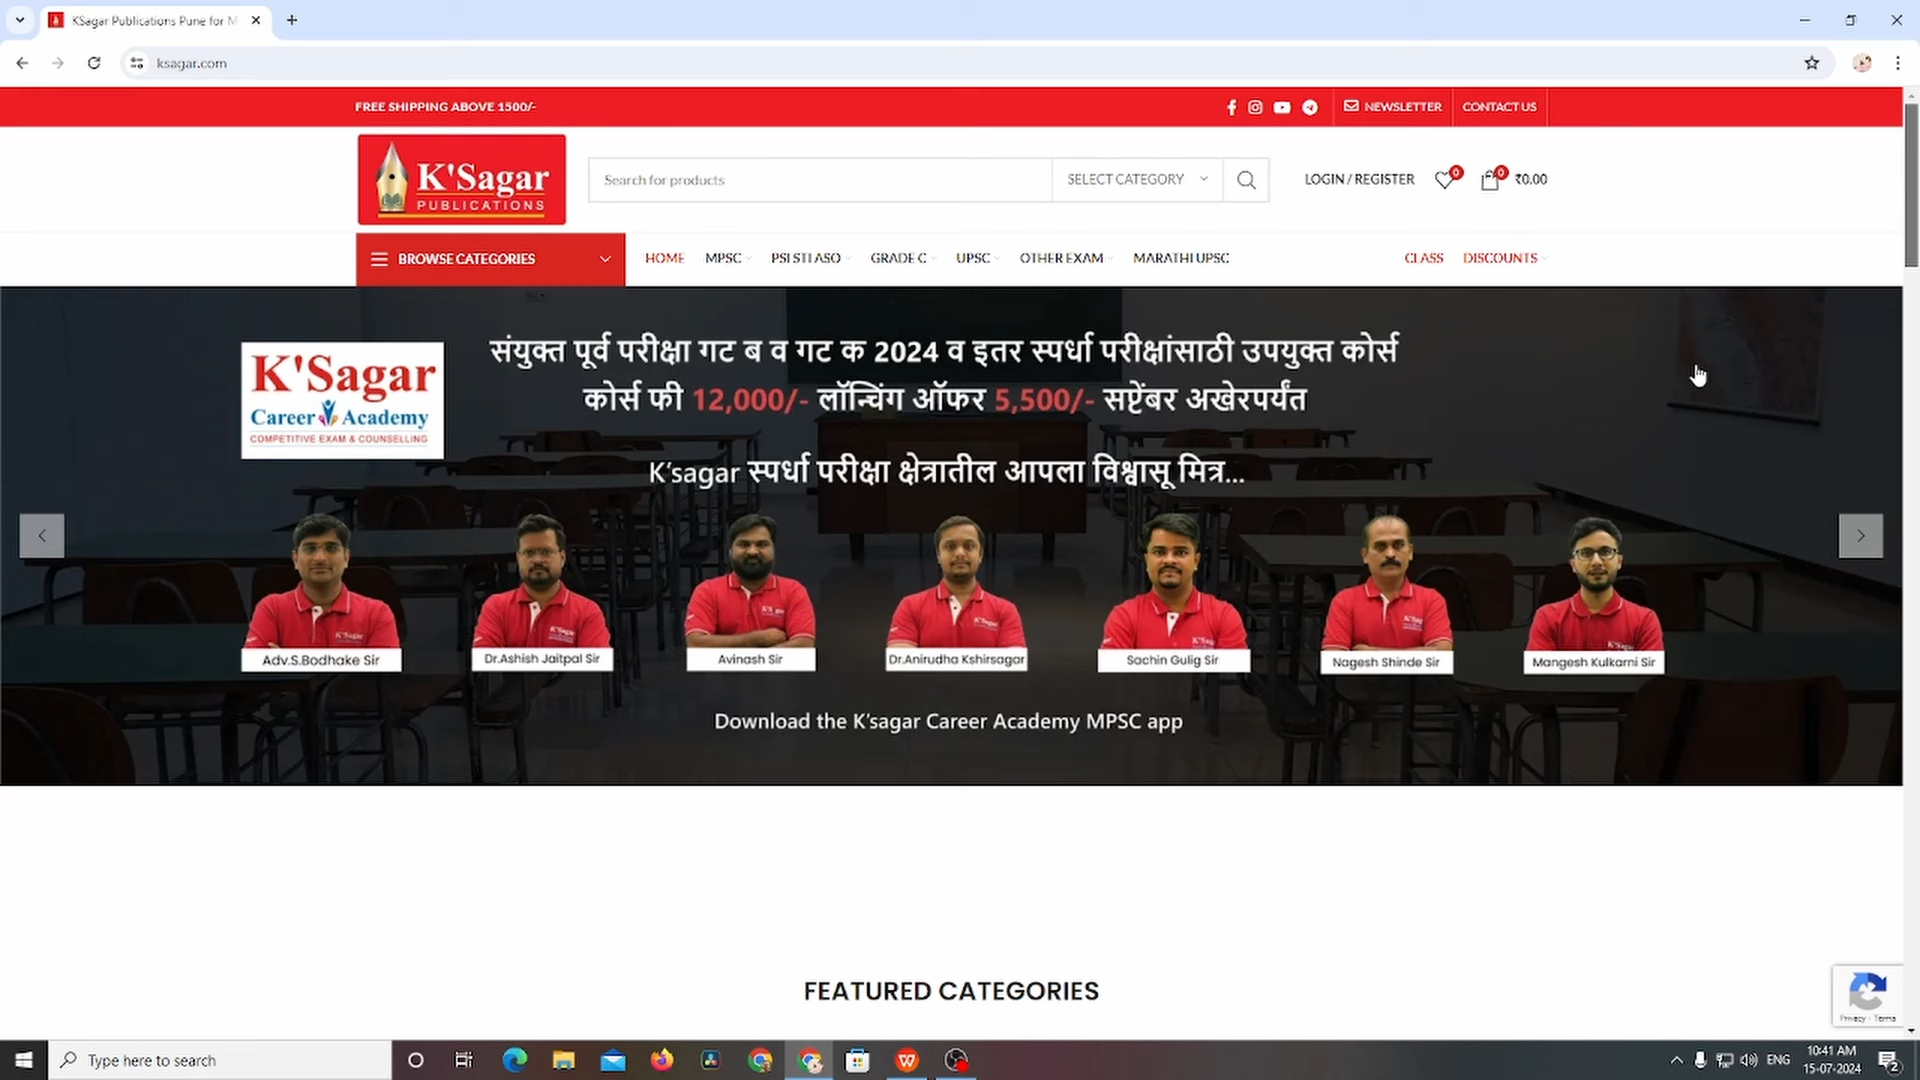 KSagar Publications Pune for M
ksagar.com
FREE SHIPPING ABOVE 1500/-
NEWSLETTER
CONTACT US
K'Sagar
PUBLICATIONS
Search for products
SELECT CATEGORY
LOGIN / REGISTER
0
0
₹0.00
BROWSE CATEGORIES
HOME
MPSC
PSI STI ASO
GRADE C
UPSC
OTHER EXAM
MARATHI UPSC
CLASS
DISCOUNTS
K'Sagar
Career Academy
COMPETITIVE EXAM & COUNSELLING
संयुक्त पूर्व परीक्षा गट ब व गट क 2024 व इतर स्पर्धा परीक्षांसाठी उपयुक्त कोर्स
कोर्स फी 12,000/- लॉन्चिंग ऑफर 5,500/- सप्टेंबर अखेरपर्यंत
K'sagar स्पर्धा परीक्षा क्षेत्रातील आपला विश्वासू मित्र...
Adv.S.Bodhake Sir
Dr.Ashish Jaitpal Sir
Avinash Sir
Dr.Anirudha Kshirsagar
Sachin Gulig Sir
Nagesh Shinde Sir
Mangesh Kulkarni Sir
Download the K'sagar Career Academy MPSC app
FEATURED CATEGORIES
Privacy - Terms
Type here to search
ENG
10:41 AM
15-07-2024
2